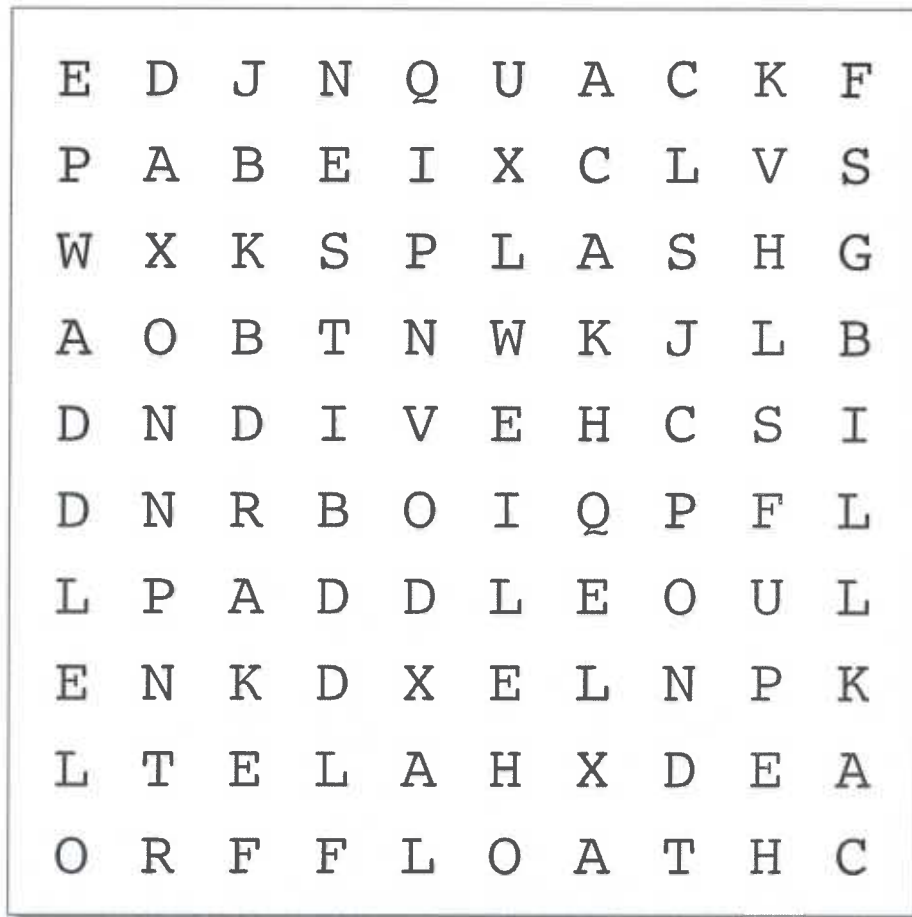 E D J N Q U A C K F
P A B E I X C L V S
W X K S P L A S H G
A O B T N W K J L B
D N D I V E H C S I
D N R B O I Q P F L
L P A D D L E O U L
E N K D X E L N P K
L T E L A H X D E A
O R F F L O A T H C